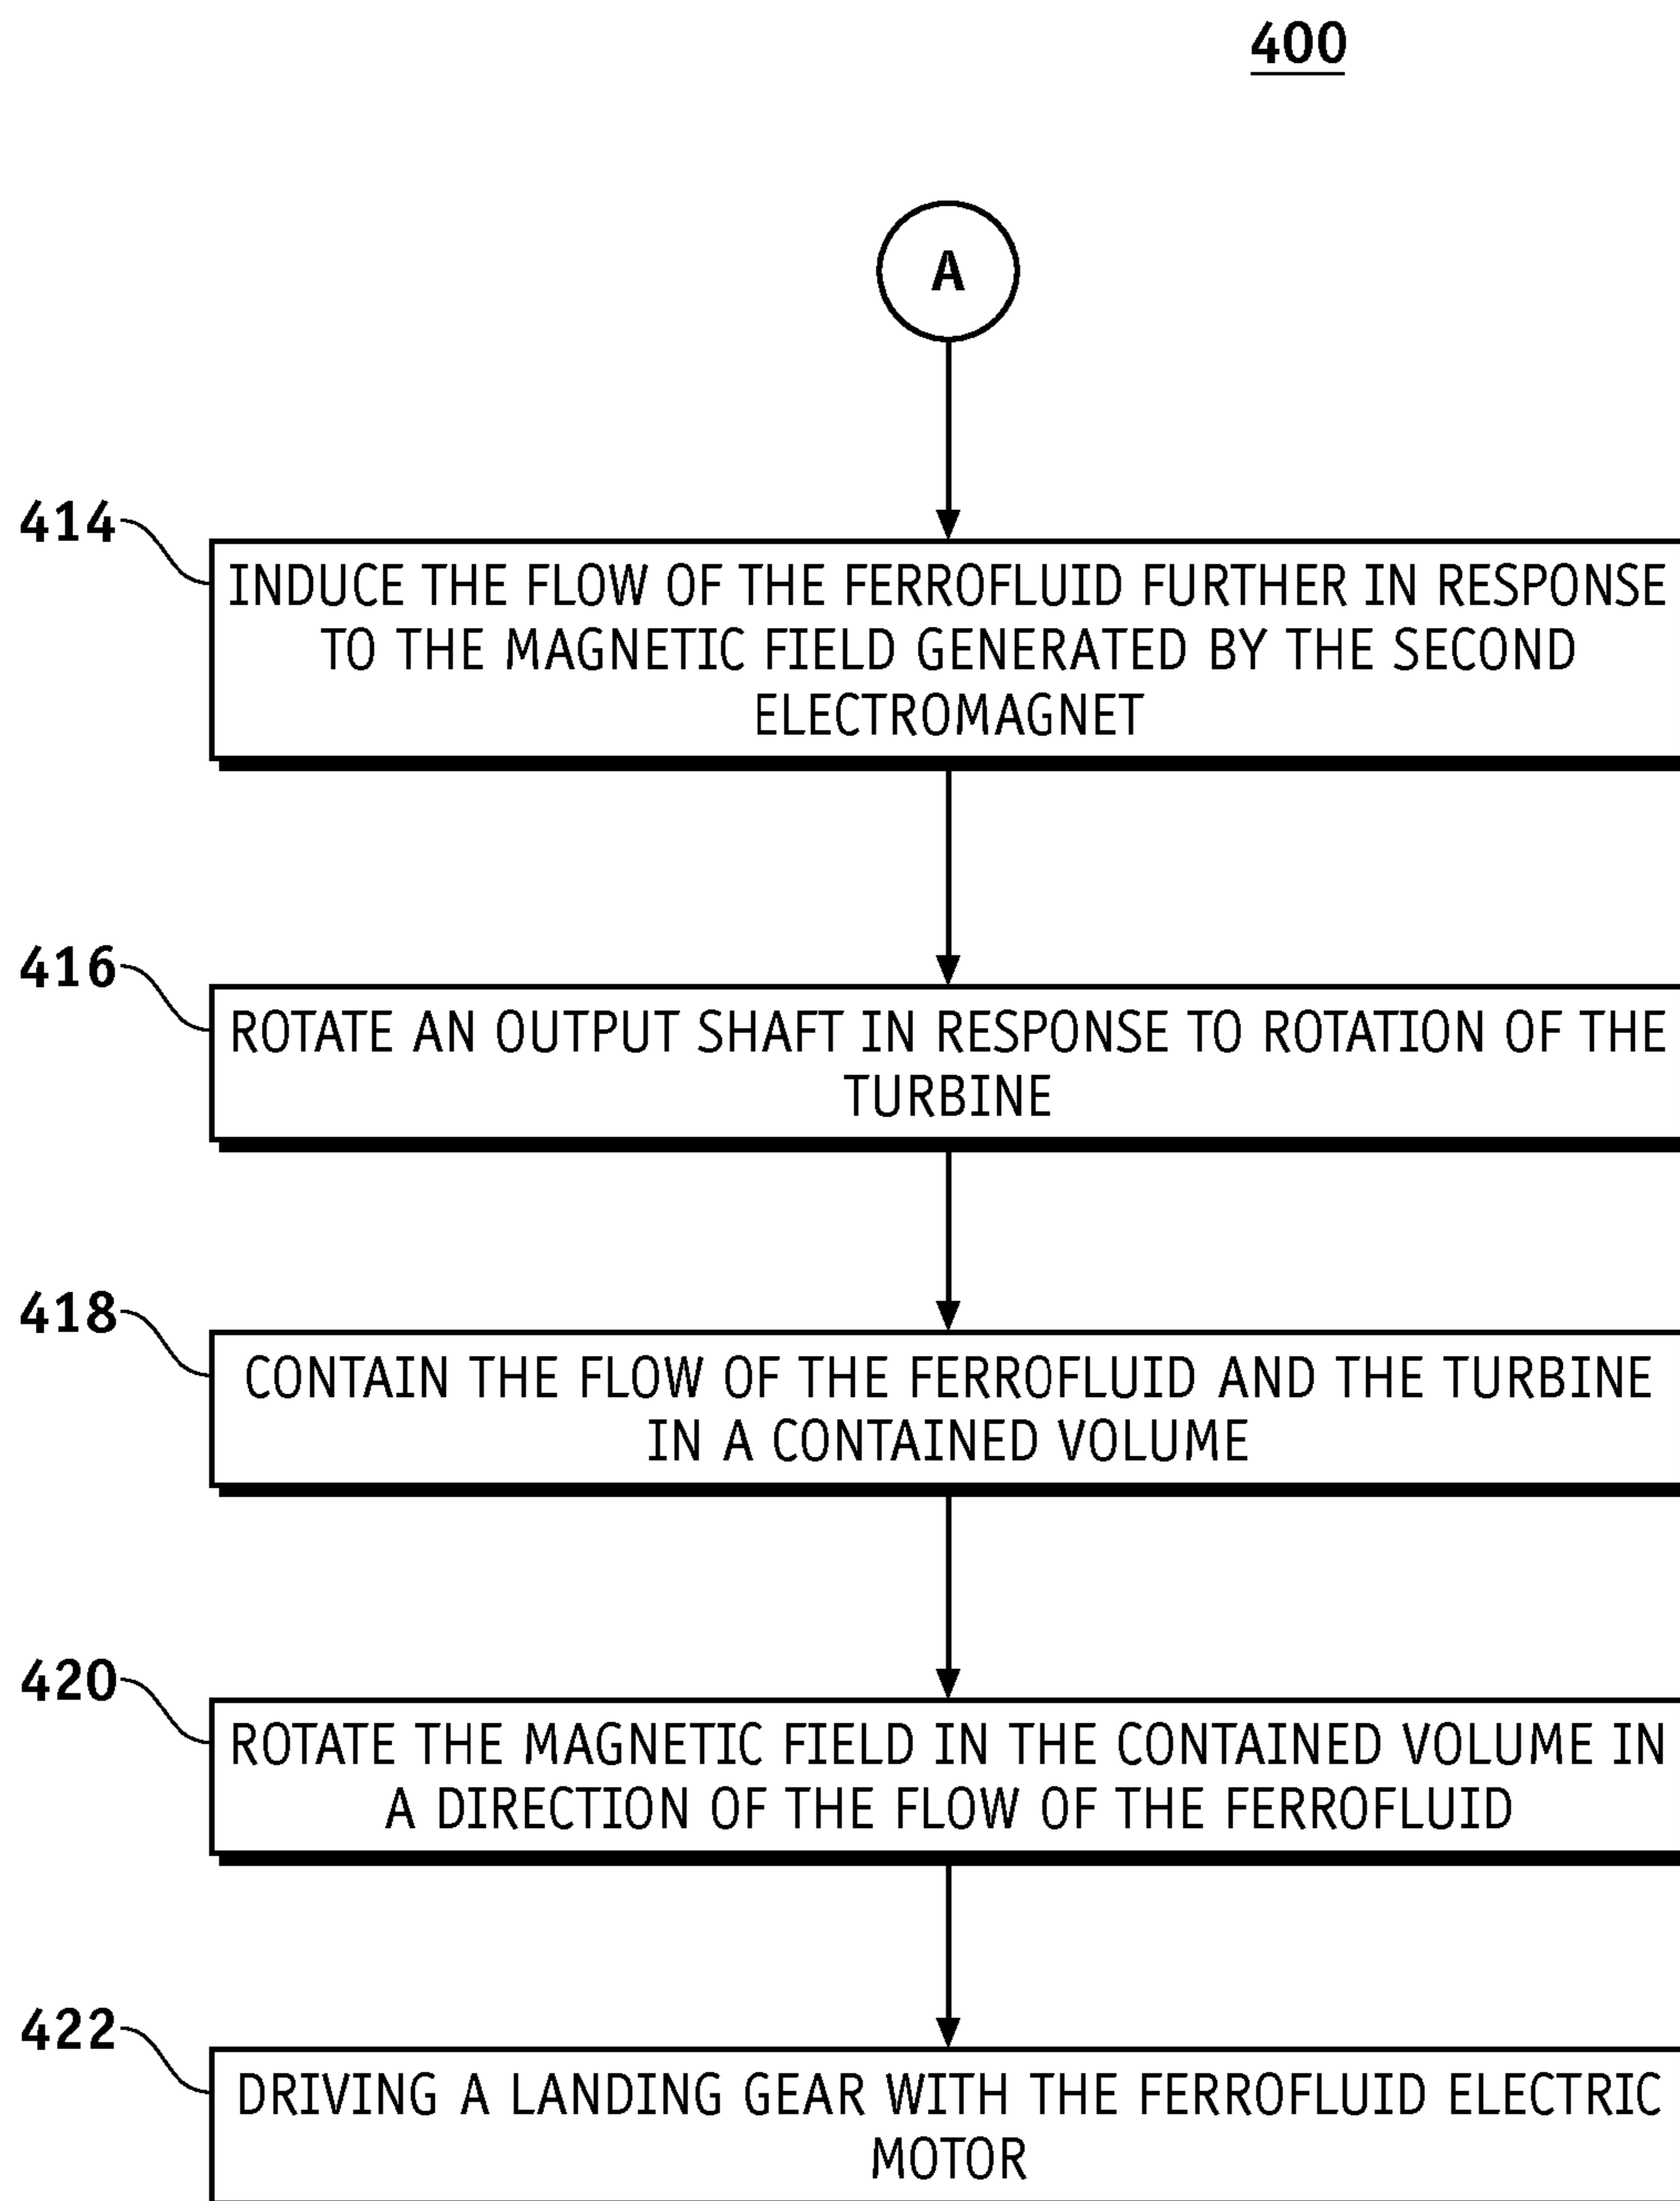 400
A
414
INDUCE THE FLOW OF THE FERROFLUID FURTHER IN RESPONSE
TO THE MAGNETIC FIELD GENERATED BY THE SECOND
ELECTROMAGNET
416
ROTATE AN OUTPUT SHAFT IN RESPONSE TO ROTATION OF THE
TURBINE
418
CONTAIN THE FLOW OF THE FERROFLUID AND THE TURBINE
IN A CONTAINED VOLUME
420
ROTATE THE MAGNETIC FIELD IN THE CONTAINED VOLUME IN
A DIRECTION OF THE FLOW OF THE FERROFLUID
422
DRIVING A LANDING GEAR WITH THE FERROFLUID ELECTRIC
MOTOR